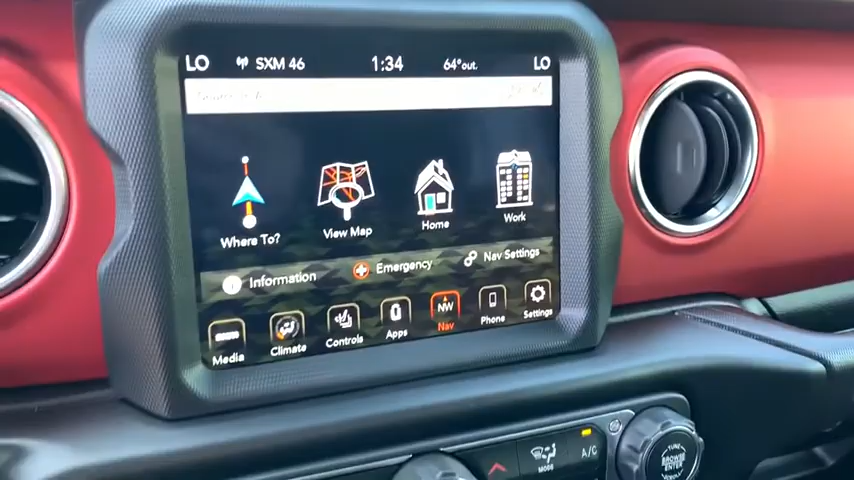 LO SXM 46 1:34 64°out. LO
Where To? View Map Home Work
Information Emergency Nav Settings
NW
Media Climate Controls Apps Nav Phone Settings
MODE A/C
TUNE
BROWSE
ENTER
SCROLL